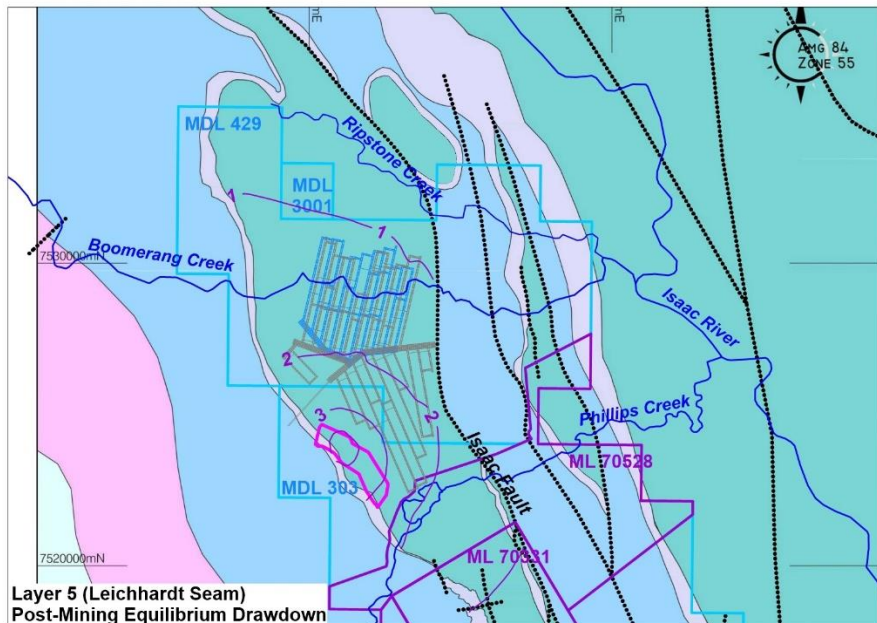 mE
mE
AMG 84
ZONE 55
MDL 429
Ripstone Creek
MDL
3001
1
1
Boomerang Creek
7530000mN
Isaac River
2
2
Phillips Creek
3
Isaac Fault
ML 70528
MDL 303
ML 70331
7520000mN
Layer 5 (Leichhardt Seam)
Post-Mining Equilibrium Drawdown